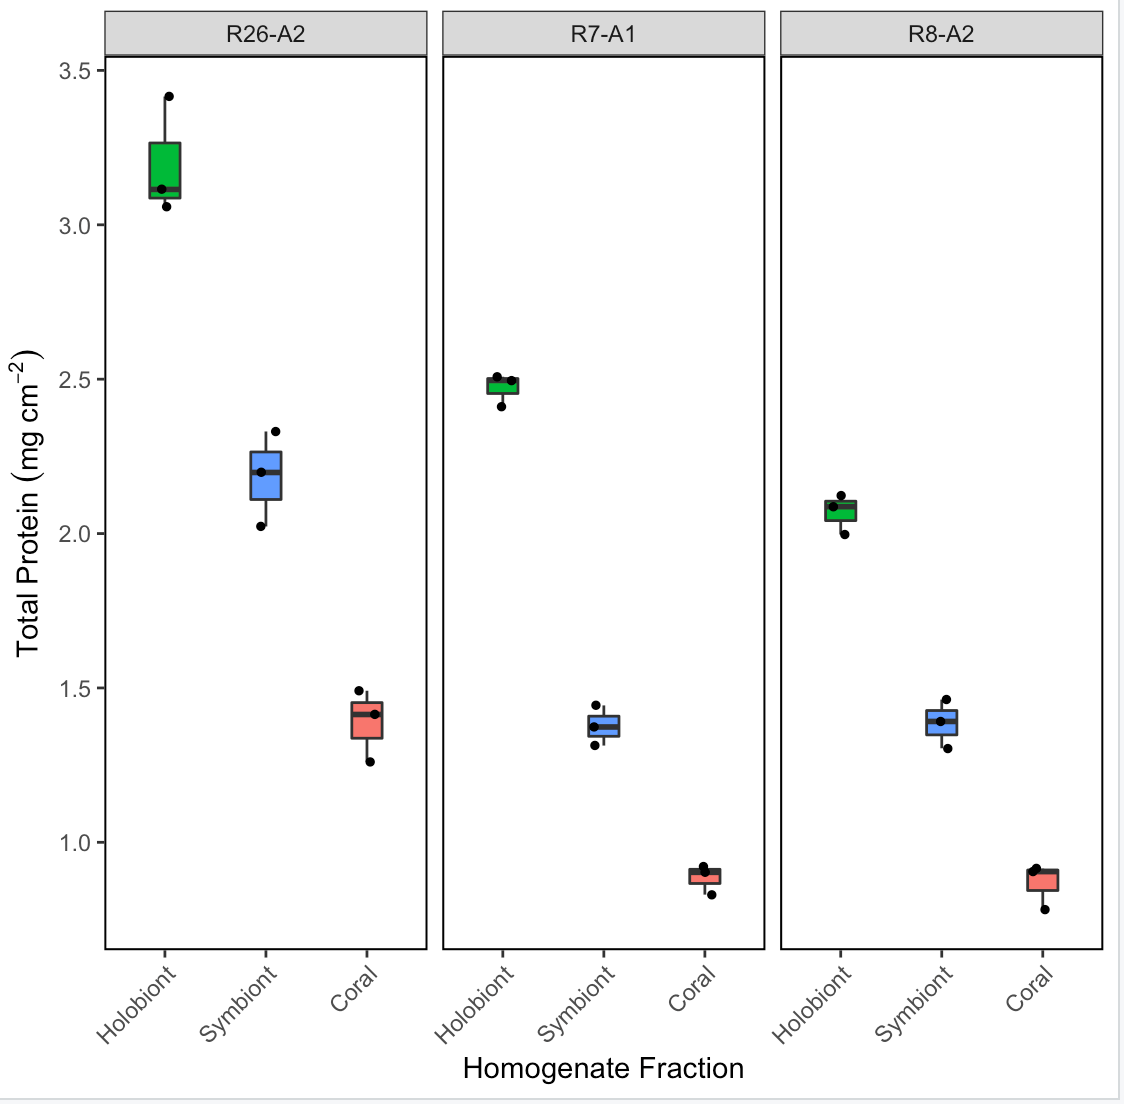 R26-A2
R7-A1
R8-A2
3.5
3.0
2.5
2.0
1.5
1.0
Total Protein (mg cm⁻²)
Holobiont
Symbiont
Coral
Holobiont
Symbiont
Coral
Holobiont
Symbiont
Coral
Homogenate Fraction